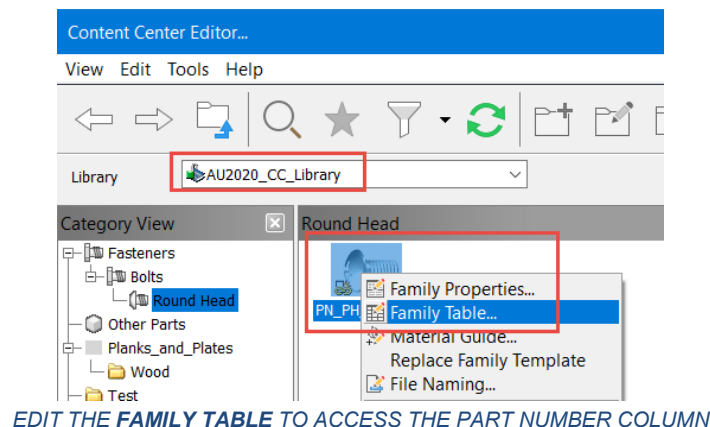 Content Center Editor...
View Edit Tools Help
Library AU2020_CC_Library
Category View Round Head
Fasteners
Bolts
Round Head
Other Parts
Planks_and_Plates
Wood
Test
PN_PH
Family Properties...
Family Table...
Material Guide...
Replace Family Template
File Naming...
EDIT THE FAMILY TABLE TO ACCESS THE PART NUMBER COLUMN